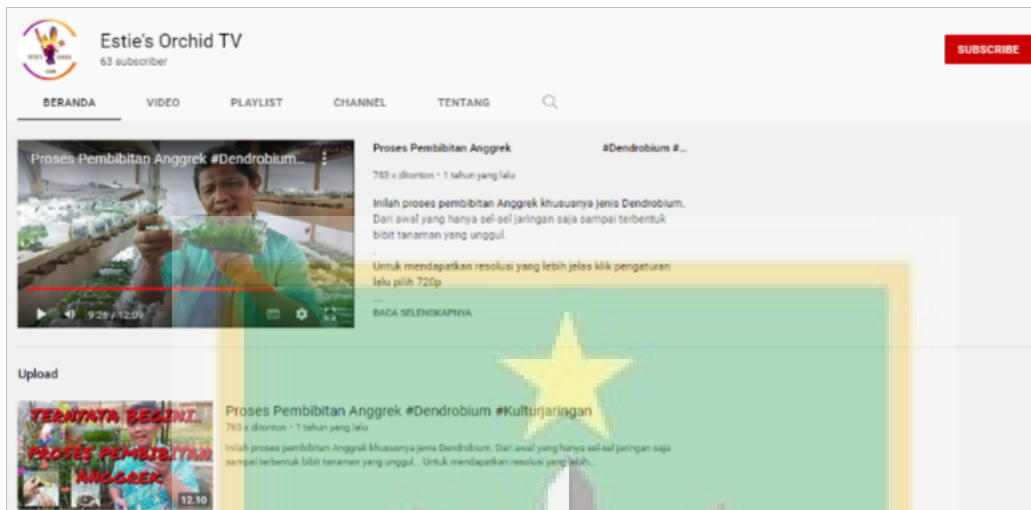 Estie's Orchid TV
63 subscriber
SUBSCRIBE
BERANDA VIDEO PLAYLIST CHANNEL TENTANG
Proses Pembibitan Anggrek #Dendrobium...
Proses Pembibitan Anggrek #Dendrobium #...
763 x ditonton • 1 tahun yang lalu
Inilah proses pembibitan Anggrek khususnya jenis Dendrobium.
Dari awal yang hanya sel-sel jaringan saja sampai terbentuk
bibit tanaman yang unggul.
.
Untuk mendapatkan resolusi yang lebih jelas klik pengaturan
lalu pilih 720p
...
BACA SELENGKAPNYA
9:26 / 12:09
Upload
TERNYATA BEGINI..
PROSES PEMBIBITAN
ANGGREK
12.10
Proses Pembibitan Anggrek #Dendrobium #Kulturjaringan
763 x ditonton • 1 tahun yang lalu
Inilah proses pembibitan Anggrek khususnya jenis Dendrobium. Dari awal yang hanya sel-sel jaringan saja
sampai terbentuk bibit tanaman yang unggul. . Untuk mendapatkan resolusi yang lebih...